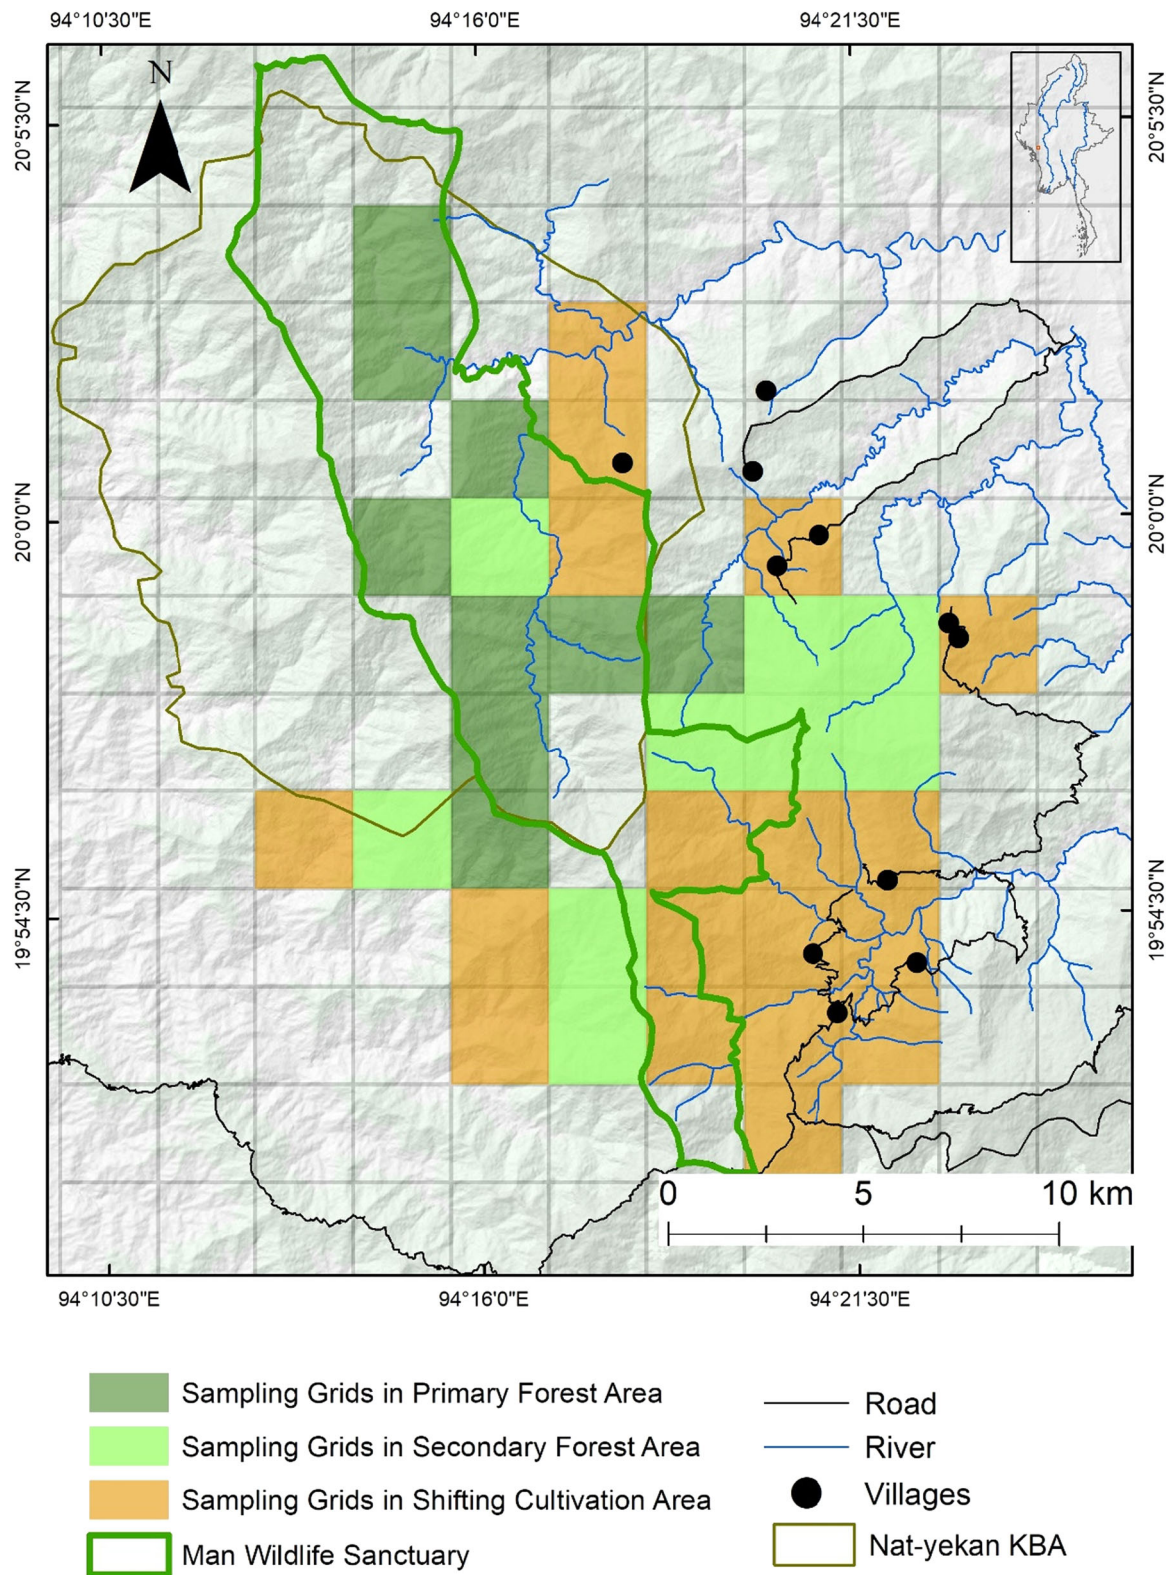 94°10'30"E 94°16'0"E 94°21'30"E
N
20°5'30"N 20°5'30"N
20°0'0"N 20°0'0"N
19°54'30"N 19°54'30"N
0 5 10 km
94°10'30"E 94°16'0"E 94°21'30"E
Sampling Grids in Primary Forest Area
Sampling Grids in Secondary Forest Area
Sampling Grids in Shifting Cultivation Area
Man Wildlife Sanctuary
Road
River
Villages
Nat-yekan KBA